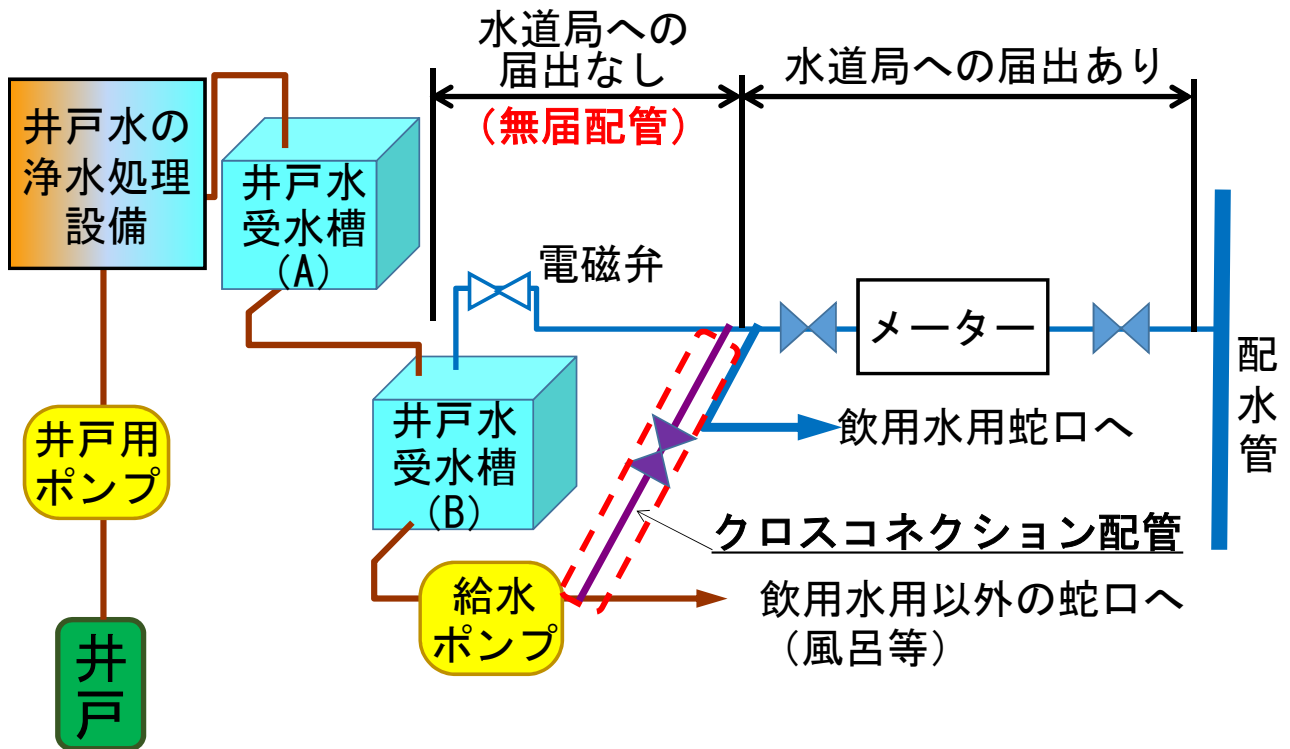 水道局への
届出なし
（無届配管）
水道局への届出あり
井戸水の
浄水処理
設備
井戸水
受水槽
(A)
電磁弁
メーター
配水管
井戸水
受水槽
(B)
飲用水用蛇口へ
井戸用
ポンプ
クロスコネクション配管
給水
ポンプ
飲用水用以外の蛇口へ
（風呂等）
井戸